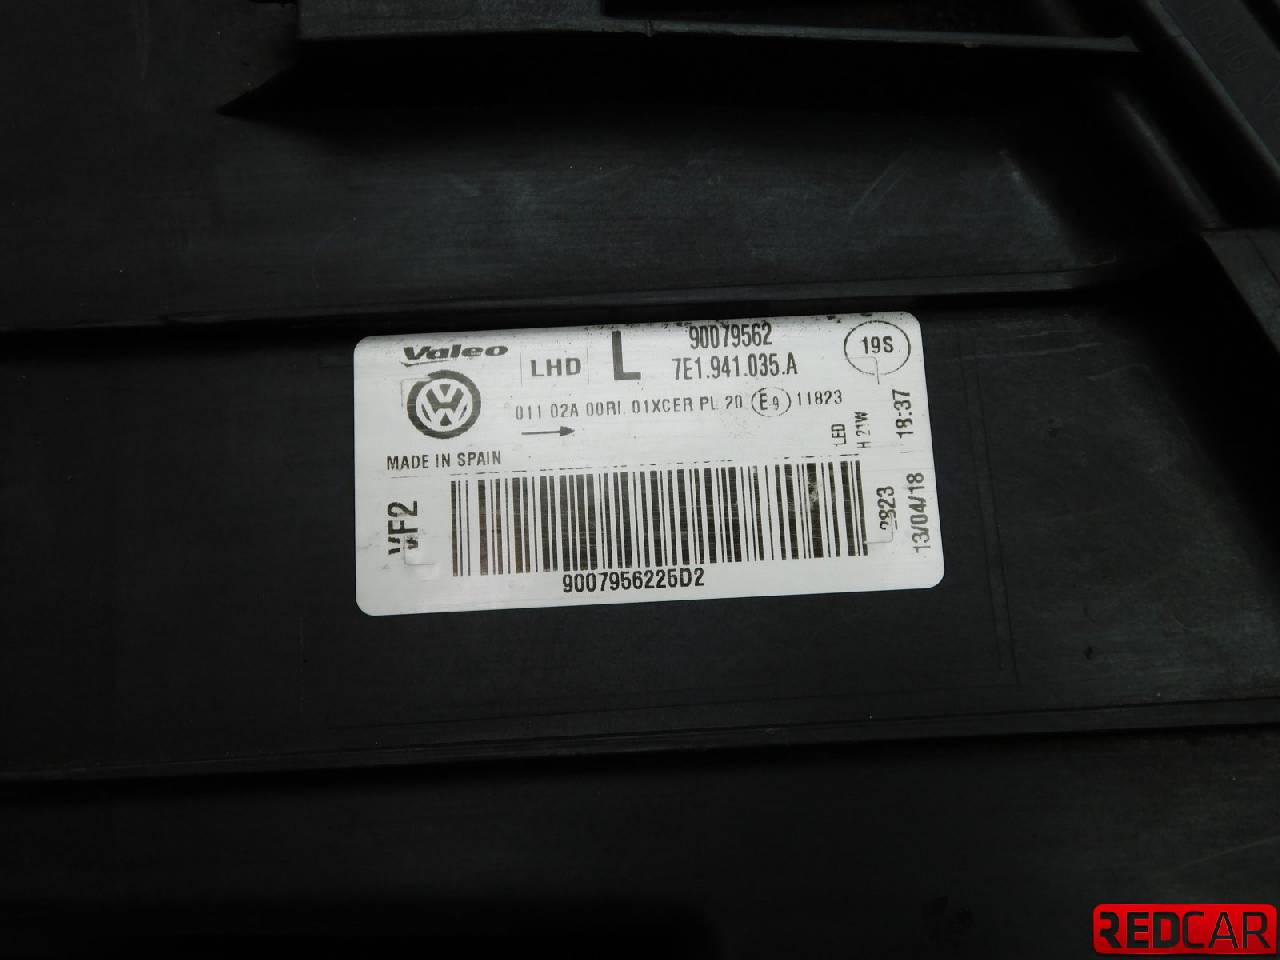 Valeo
LHD
L
90079562
7E1.941.035.A
19S
011 02A 00RL 01XCER PL 20 E9 11823
MADE IN SPAIN
LED
H 21W
18:37
VF2
2823
13/04/18
9007956226D2
REDCAR